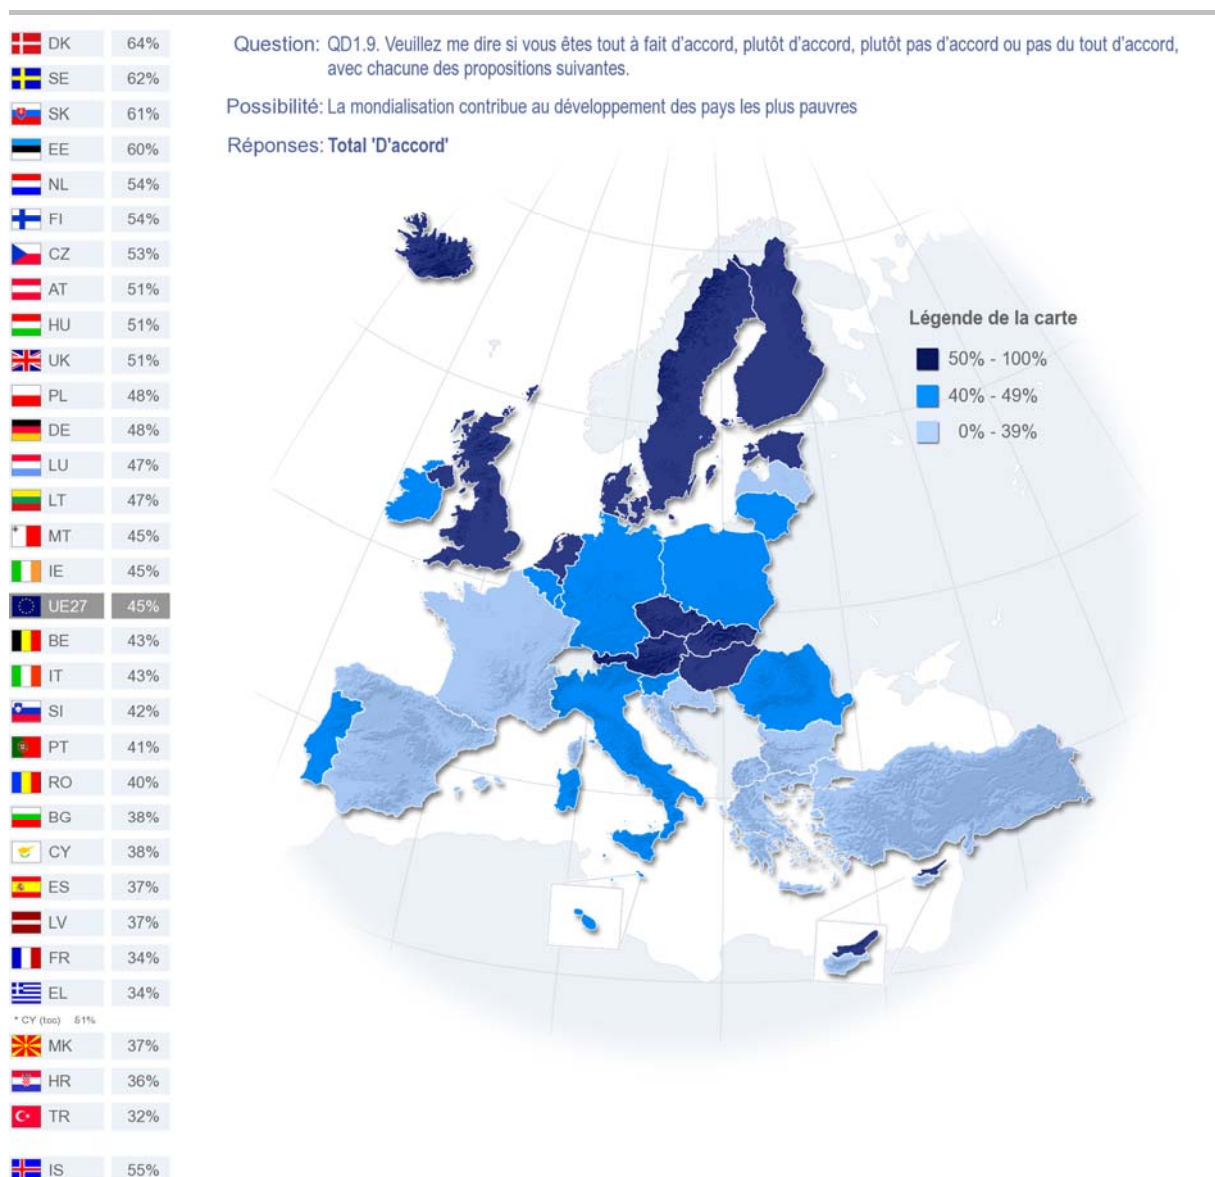 Question: QD1.9. Veuillez me dire si vous êtes tout à fait d'accord, plutôt d'accord, plutôt pas d'accord ou pas du tout d'accord,
avec chacune des propositions suivantes.
Possibilité: La mondialisation contribue au développement des pays les plus pauvres
Réponses: Total 'D'accord'
DK 64%
SE 62%
SK 61%
EE 60%
NL 54%
FI 54%
CZ 53%
AT 51%
HU 51%
UK 51%
PL 48%
DE 48%
LU 47%
LT 47%
MT 45%
IE 45%
UE27 45%
BE 43%
IT 43%
SI 42%
PT 41%
RO 40%
BG 38%
CY 38%
ES 37%
LV 37%
FR 34%
EL 34%
* CY (tcc) 51%
MK 37%
HR 36%
TR 32%
IS 55%
Légende de la carte
50% - 100%
40% - 49%
0% - 39%